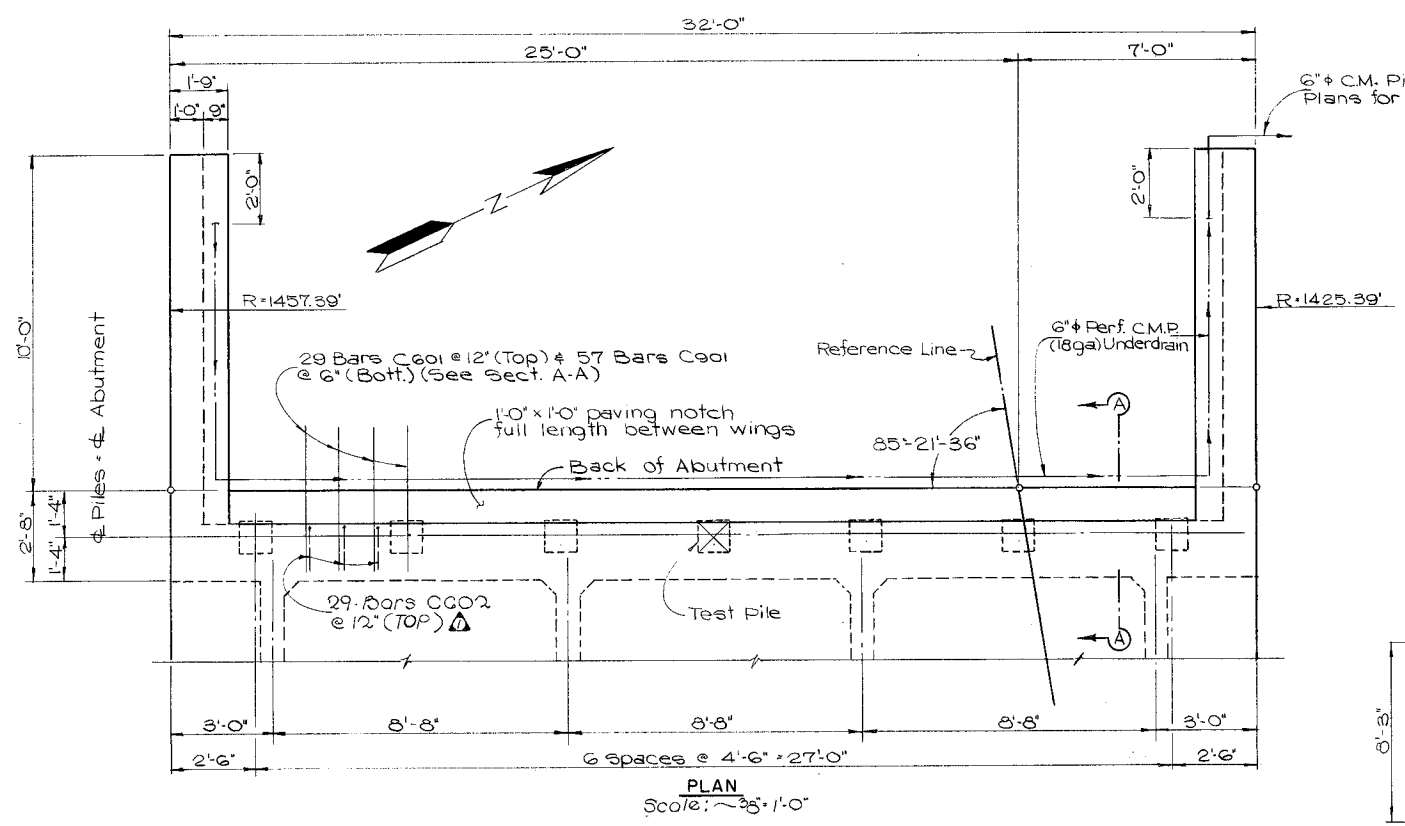 32'-0"
25'-0"
7'-0"
1'-9"
1'-0" 9"
6"ɸ C.M. Pi
Plans for
2'-0"
2'-0"
N
10'-0"
R=1457.39'
R=1425.39'
℄ Piles = ℄ Abutment
29 Bars C601 @ 12" (Top) & 57 Bars C901
@ 6" (Bott.) (See Sect. A-A)
Reference Line
6"ɸ Perf. C.M.P.
(18ga) Underdrain
1'-0" x 1'-0" paving notch
full length between wings
A
85°-21'-36"
Back of Abutment
2'-8"
1'-4"
1'-4"
29-Bars C602
@ 12" (TOP) 1
Test Pile
A
8'-3"
3'-0"
8'-8"
8'-8"
8'-8"
3'-0"
2'-6"
6 Spaces @ 4'-6" = 27'-0"
2'-6"
PLAN
Scale: ~ 3/8" = 1'-0"